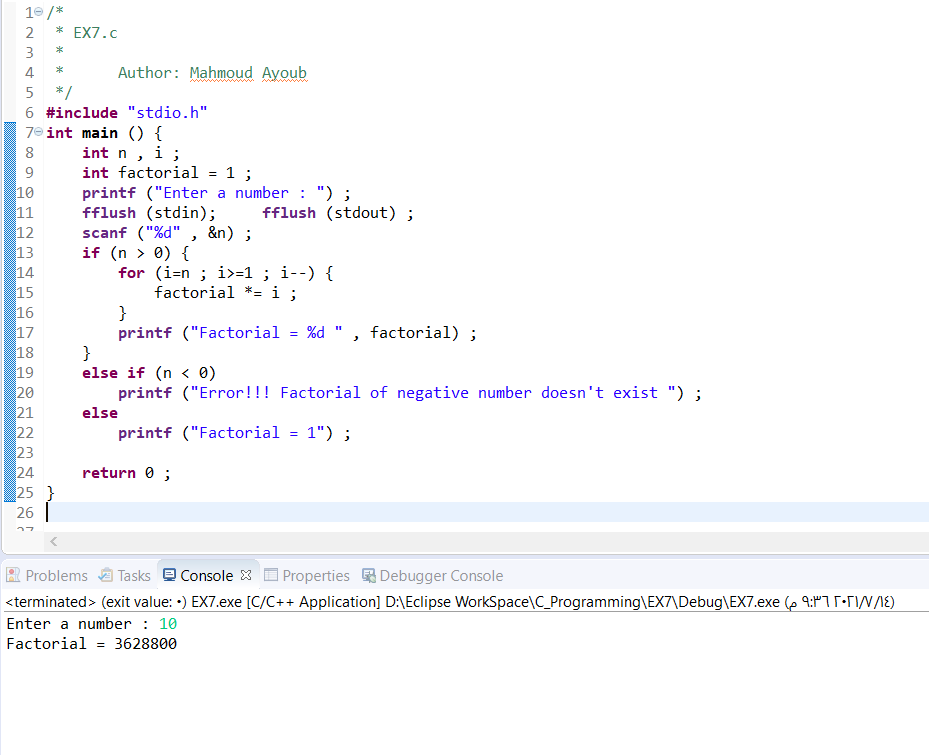 1 /*
2  * EX7.c
3  *
4  *      Author: Mahmoud Ayoub
5  */
6 #include "stdio.h"
7 int main () {
8     int n , i ;
9     int factorial = 1 ;
10     printf ("Enter a number : ") ;
11     fflush (stdin);     fflush (stdout) ;
12     scanf ("%d" , &n) ;
13     if (n > 0) {
14         for (i=n ; i>=1 ; i--) {
15             factorial *= i ;
16         }
17         printf ("Factorial = %d " , factorial) ;
18     }
19     else if (n < 0)
20         printf ("Error!!! Factorial of negative number doesn't exist ") ;
21     else
22         printf ("Factorial = 1") ;
23
24     return 0 ;
25 }
26
Problems Tasks Console Properties Debugger Console
<terminated> (exit value: ٠) EX7.exe [C/C++ Application] D:\Eclipse WorkSpace\C_Programming\EX7\Debug\EX7.exe (٢٠٢١/٧/١٤ ٩:٣٦ م)
Enter a number : 10
Factorial = 3628800